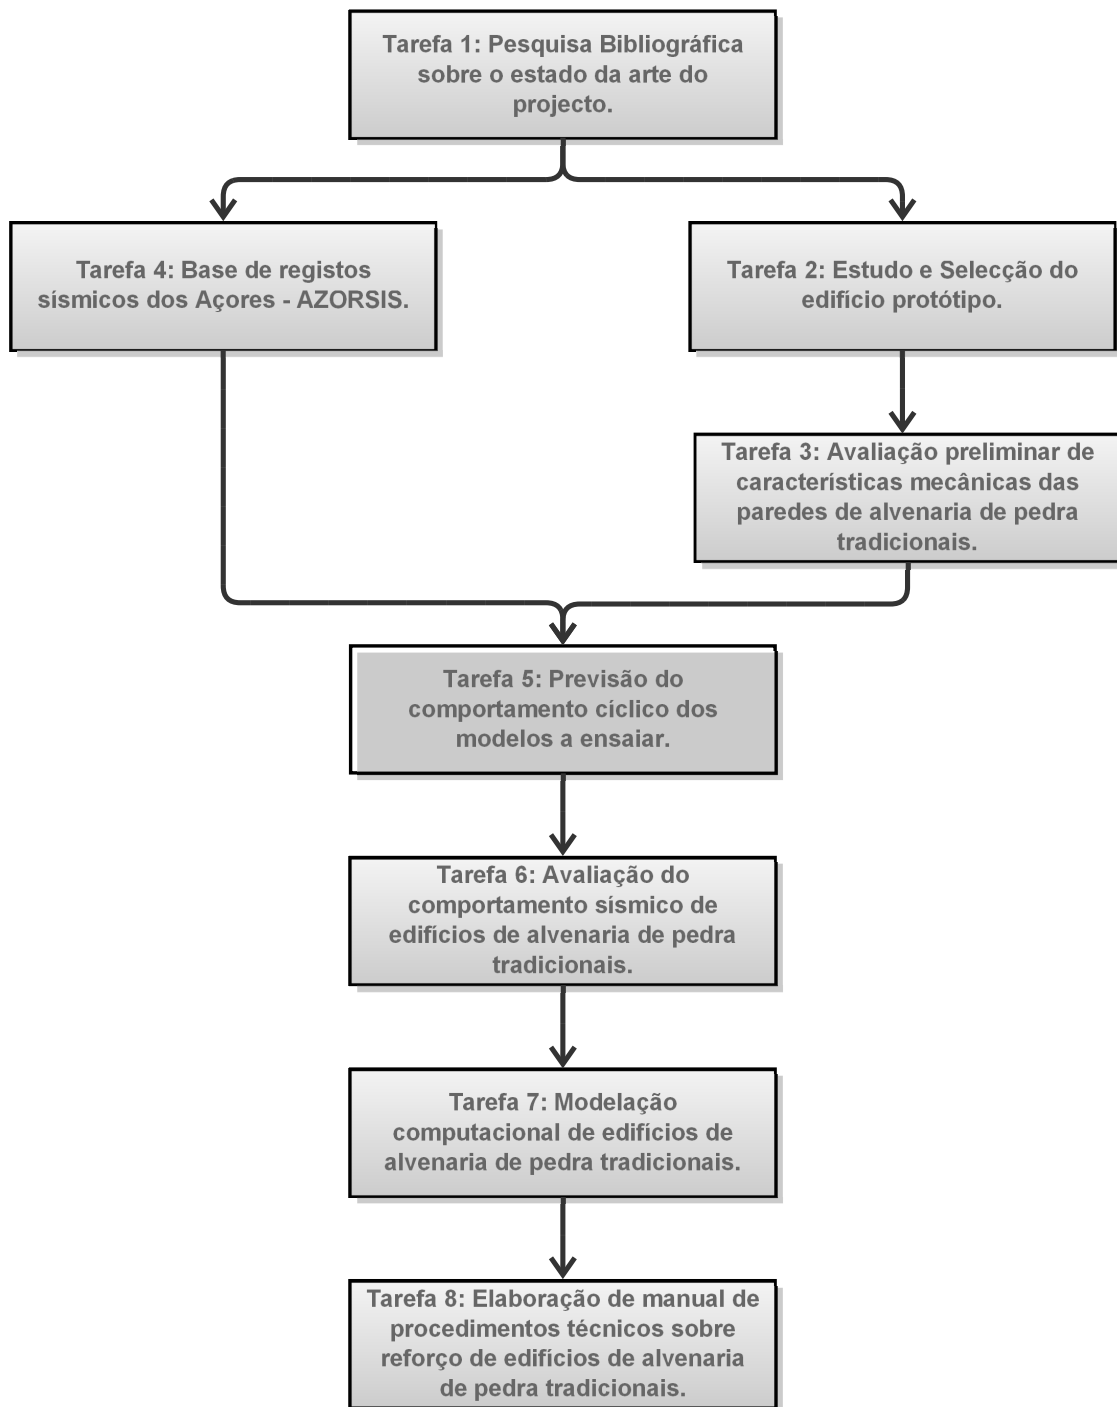 Tarefa 1: Pesquisa Bibliográfica
sobre o estado da arte do
projecto.
Tarefa 4: Base de registos
sísmicos dos Açores - AZORSIS.
Tarefa 2: Estudo e Selecção do
edifício protótipo.
Tarefa 3: Avaliação preliminar de
características mecânicas das
paredes de alvenaria de pedra
tradicionais.
Tarefa 5: Previsão do
comportamento cíclico dos
modelos a ensaiar.
Tarefa 6: Avaliação do
comportamento sísmico de
edifícios de alvenaria de pedra
tradicionais.
Tarefa 7: Modelação
computacional de edifícios de
alvenaria de pedra tradicionais.
Tarefa 8: Elaboração de manual de
procedimentos técnicos sobre
reforço de edifícios de alvenaria
de pedra tradicionais.